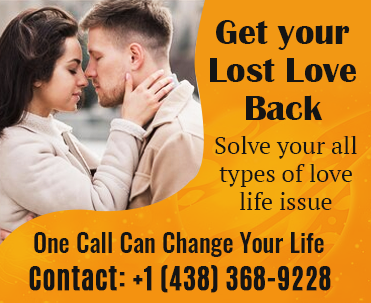 Get your
Lost Love
Back
Solve your all
types of love
life issue
One Call Can Change Your Life
Contact: +1 (438) 368-9228